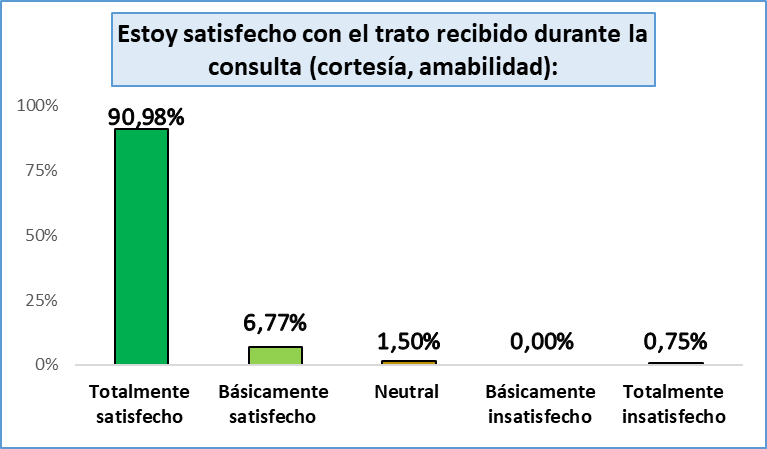 Estoy satisfecho con el trato recibido durante la
consulta (cortesía, amabilidad):
100%
75%
50%
25%
0%
90,98%
6,77%
1,50%
0,00%
0,75%
Totalmente
satisfecho
Básicamente
satisfecho
Neutral
Básicamente
insatisfecho
Totalmente
insatisfecho